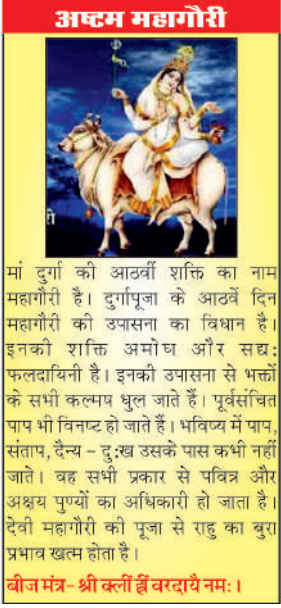 अष्टम महागौरी
री
मां दुर्गा की आठवीं शक्ति का नाम
महागौरी है। दुर्गापूजा के आठवें दिन
महागौरी की उपासना का विधान है।
इनकी शक्ति अमोघ और सद्य:
फलदायिनी है। इनकी उपासना से भक्तों
के सभी कल्मष धुल जाते हैं। पूर्वसंचित
पाप भी विनष्ट हो जाते हैं। भविष्य में पाप,
संताप, दैन्य - दु:ख उसके पास कभी नहीं
जाते। वह सभी प्रकार से पवित्र और
अक्षय पुण्यों का अधिकारी हो जाता है।
देवी महागौरी की पूजा से राहु का बुरा
प्रभाव खत्म होता है।
बीज मंत्र- श्री क्लीं ह्रीं वरदायै नम:।